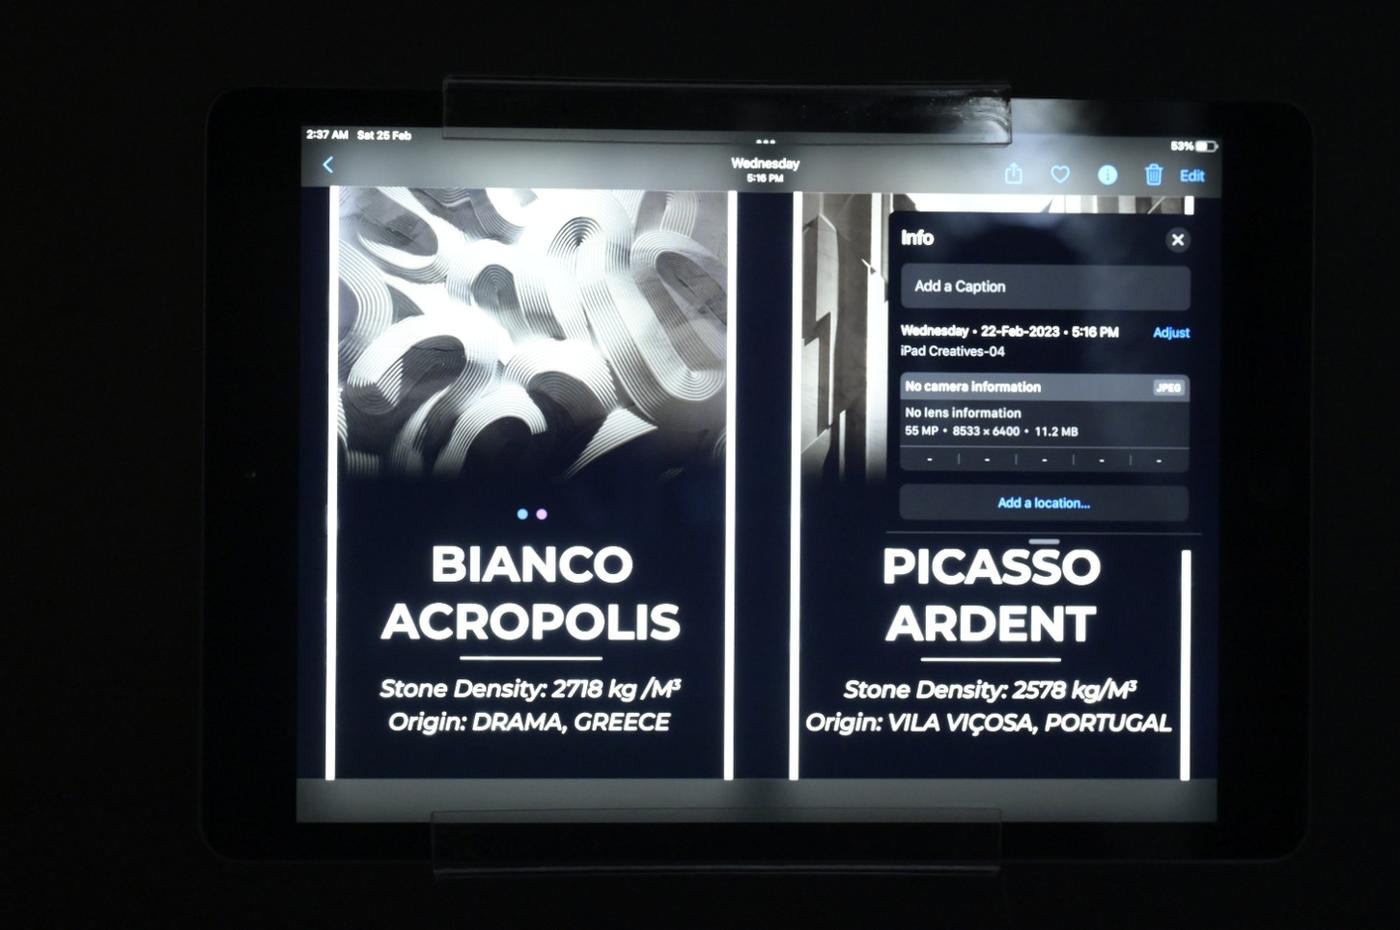 2:37 AM Sat 25 Feb
53%
Wednesday
5:16 PM
Edit
Info
Add a Caption
Wednesday • 22-Feb-2023 • 5:16 PM Adjust
iPad Creatives-04
No camera information JPEG
No lens information
55 MP • 8533 × 6400 • 11.2 MB
- | - | - | - | -
Add a location...
BIANCO
ACROPOLIS
Stone Density: 2718 kg /M³
Origin: DRAMA, GREECE
PICASSO
ARDENT
Stone Density: 2578 kg/M³
Origin: VILA VIÇOSA, PORTUGAL